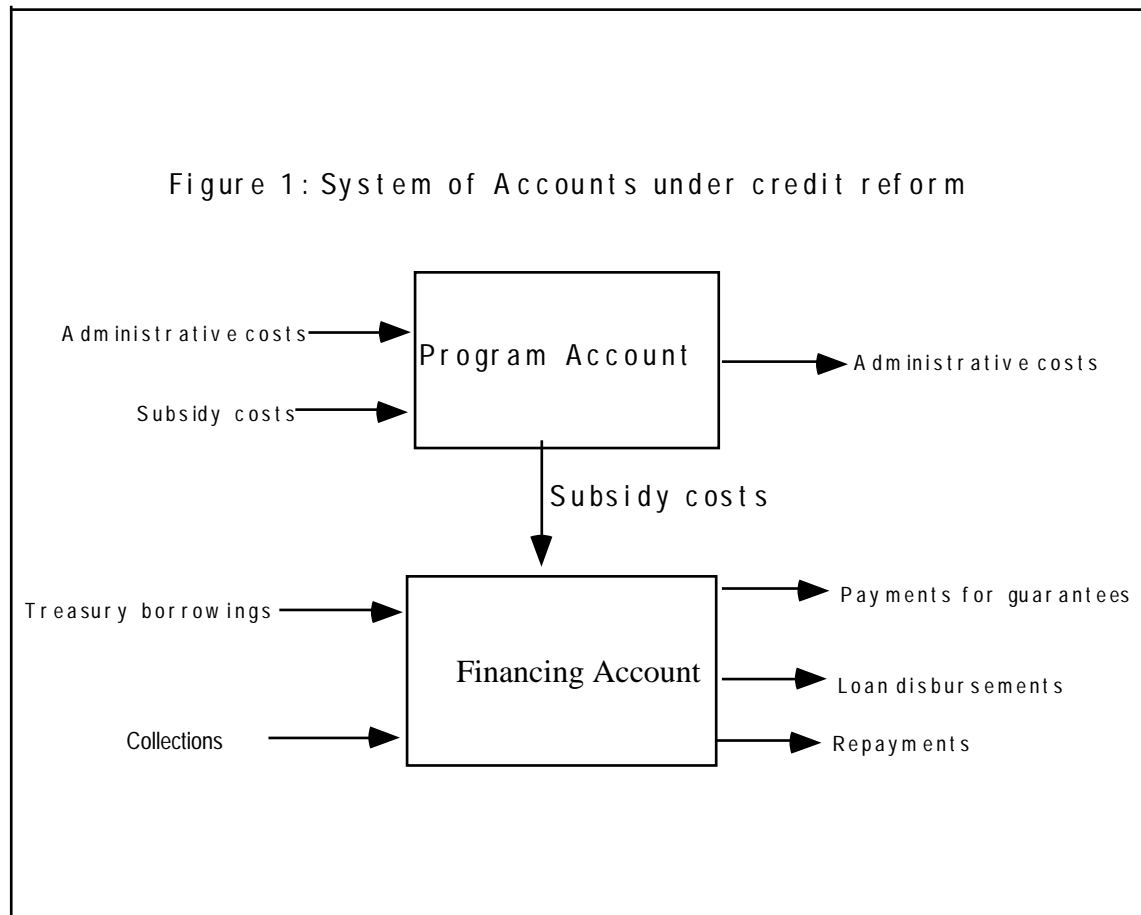 Figure 1: System of Accounts under credit reform
Administrative costs
Program Account
Administrative costs
Subsidy costs
Subsidy costs
Treasury borrowings
Payments for guarantees
Financing Account
Loan disbursements
Collections
Repayments